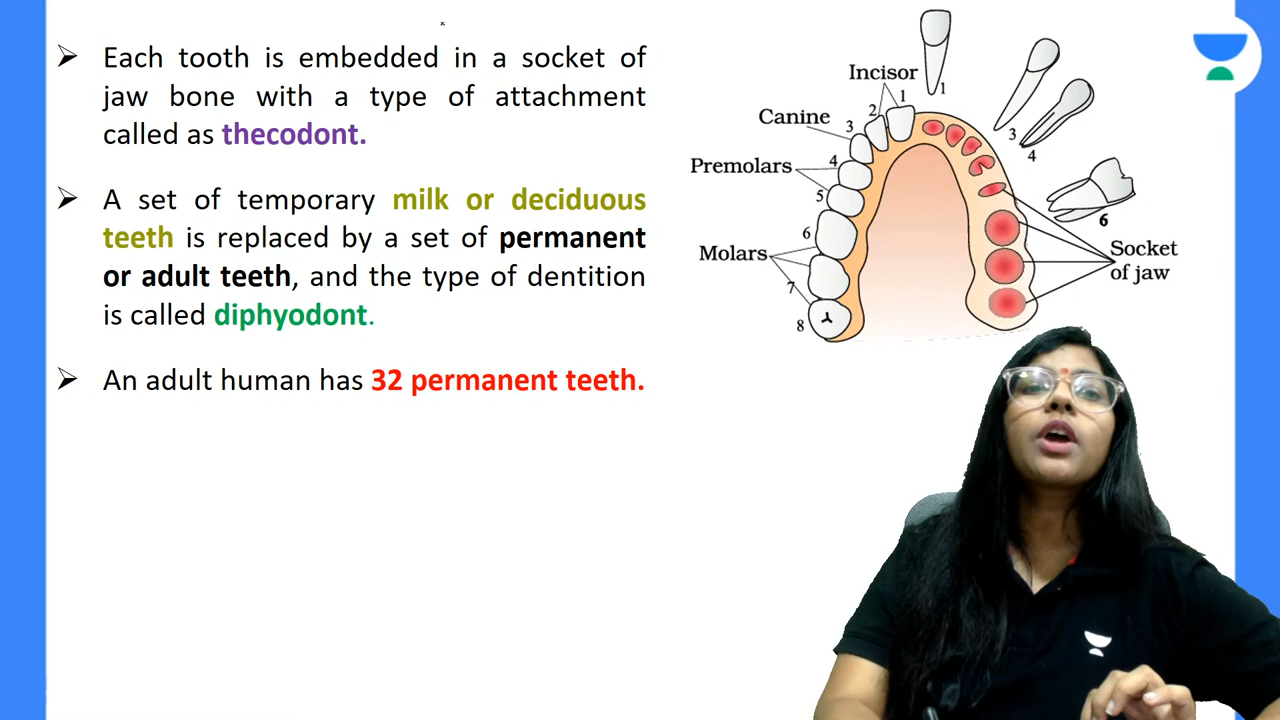 ➢ Each tooth is embedded in a socket of
jaw bone with a type of attachment
called as thecodont.
➢ A set of temporary milk or deciduous
teeth is replaced by a set of permanent
or adult teeth, and the type of dentition
is called diphyodont.
➢ An adult human has 32 permanent teeth.
Incisor
1
2
1
Canine
3
3
4
Premolars
4
5
6
6
Molars
7
8
Socket
of jaw